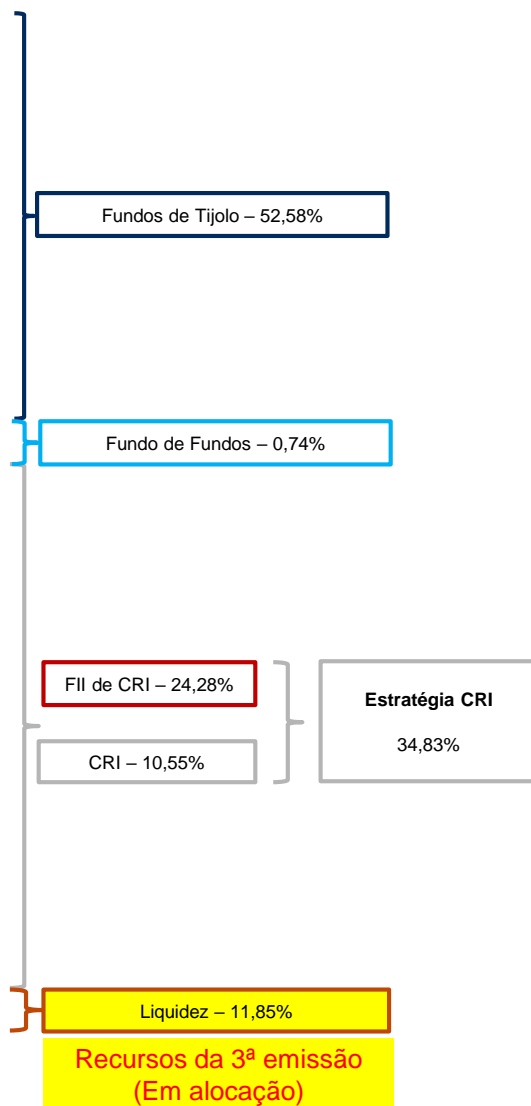 Fundos de Tijolo – 52,58%
Fundo de Fundos – 0,74%
FII de CRI – 24,28%
CRI – 10,55%
Estratégia CRI
34,83%
Liquidez – 11,85%
Recursos da 3ª emissão
(Em alocação)